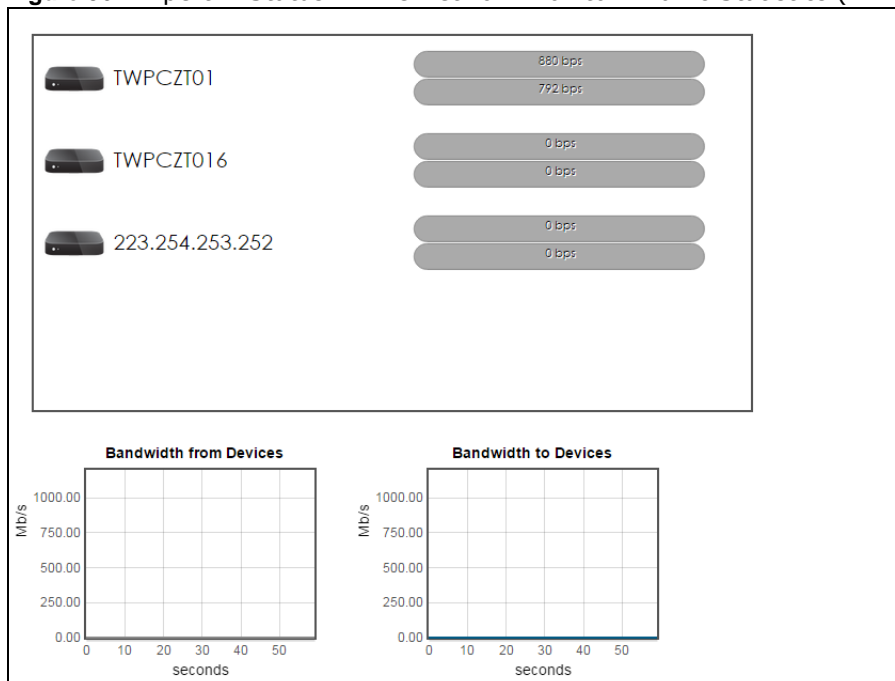 TWPCZT01
880 bps
792 bps
TWPCZT016
0 bps
0 bps
223.254.253.252
0 bps
0 bps
Bandwidth from Devices
Mb/s
1000.00
750.00
500.00
250.00
0.00
0 10 20 30 40 50
seconds
Bandwidth to Devices
Mb/s
1000.00
750.00
500.00
250.00
0.00
0 10 20 30 40 50
seconds